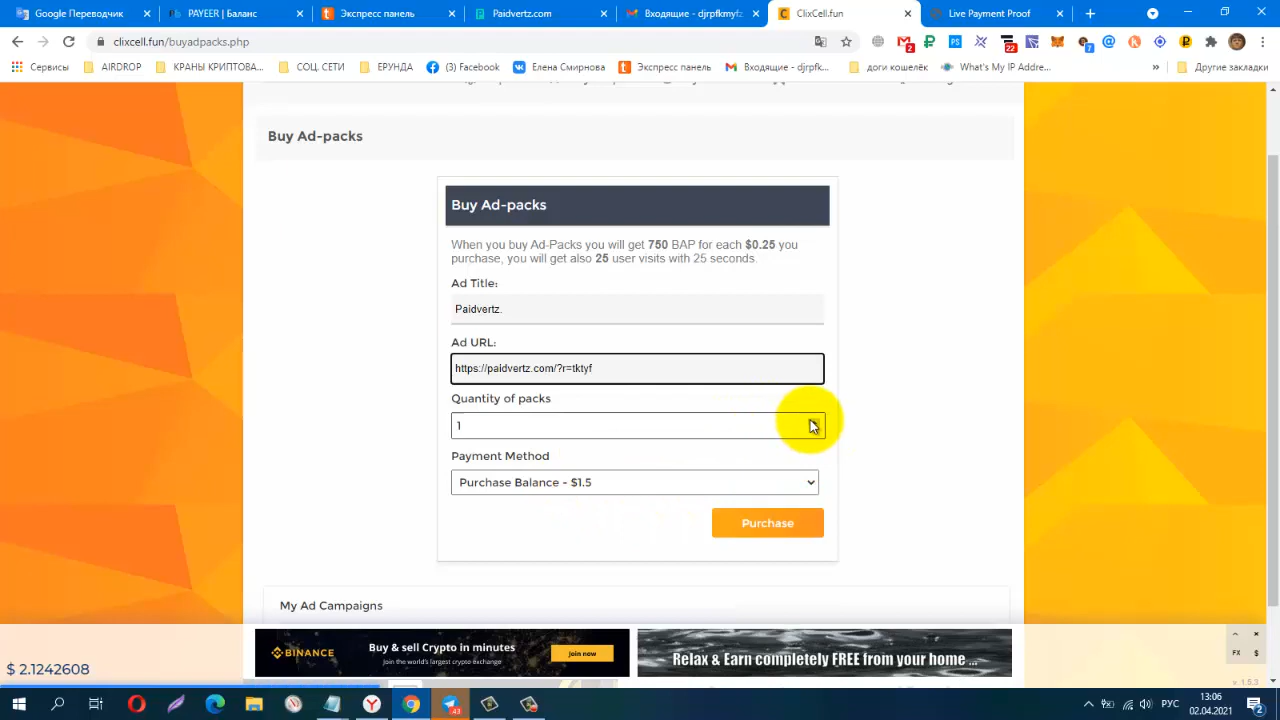 Google Переводчик
PAYEER | Баланс
Экспресс панель
Paidvertz.com
Входящие - djrpfkmyf@
ClixCell.fun
Live Payment Proof
clixcell.fun/buyadpacks.php
Сервисы
AIRDROP
КРАНЫ КРИПТОВА...
СОЦ. СЕТИ
ЕРУНДА
(3) Facebook
Елена Смирнова
Экспресс панель
Входящие - djrpfk...
доги кошелёк
What's My IP Addre...
»
Другие закладки
Buy Ad-packs
Buy Ad-packs
When you buy Ad-Packs you will get 750 BAP for each $0.25 you
purchase, you will get also 25 user visits with 25 seconds.
Ad Title:
Paidvertz.
Ad URL:
https://paidvertz.com/?r=tktyf
Quantity of packs
1
Payment Method
Purchase Balance - $1.5
Purchase
My Ad Campaigns
BINANCE
Buy & sell Crypto in minutes
Join the world's largest crypto exchange
Join now
Relax & Earn completely FREE from your home ...
FX $
$ 2.1242608
v. 1.5.3
43
РУС
13:06
02.04.2021
2